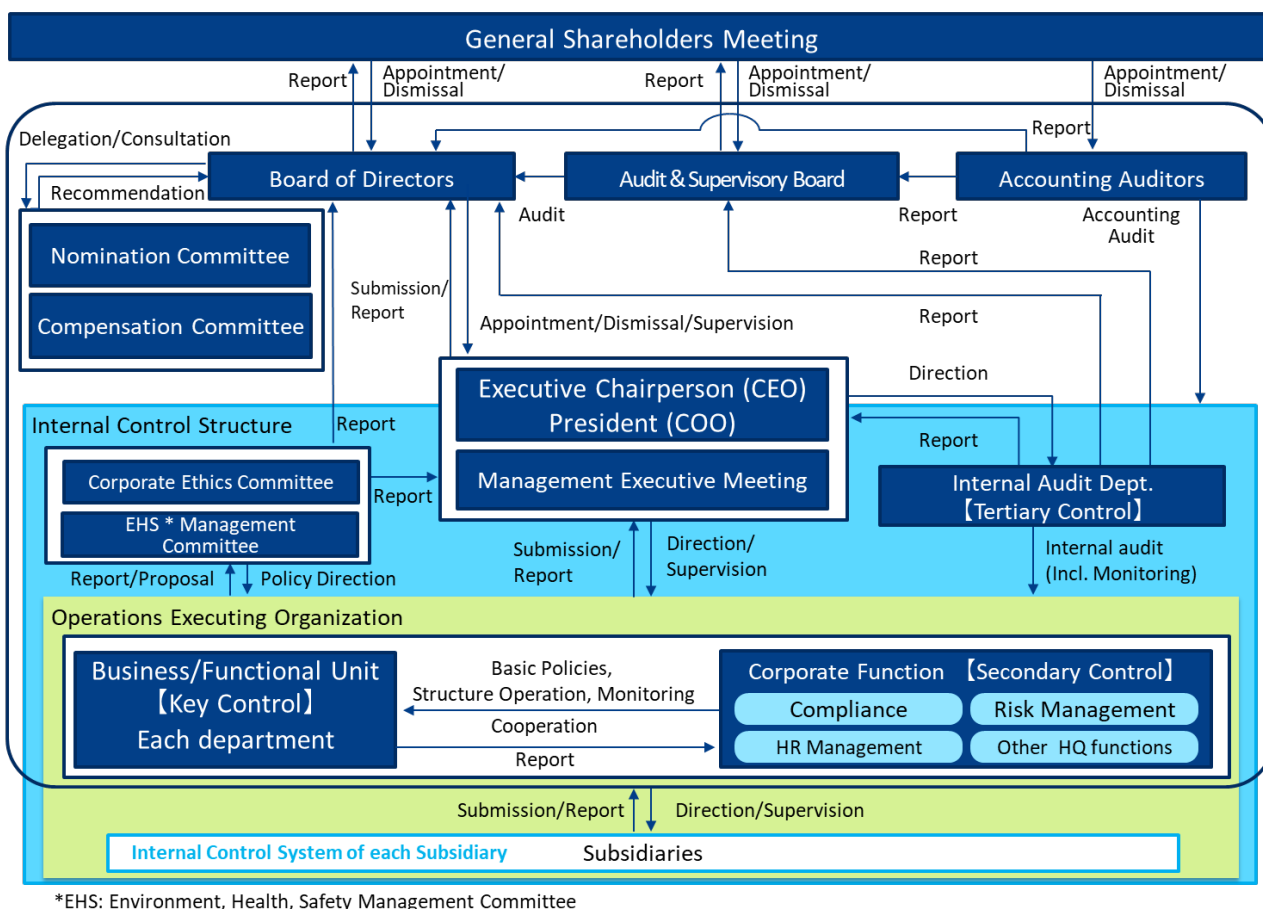 General Shareholders Meeting
Report
Appointment/
Dismissal
Report
Appointment/
Dismissal
Appointment/
Dismissal
Delegation/Consultation
Report
Recommendation
Board of Directors
Audit & Supervisory Board
Accounting Auditors
Audit
Report
Accounting
Audit
Nomination Committee
Compensation Committee
Submission/
Report
Report
Appointment/Dismissal/Supervision
Report
Direction
Executive Chairperson (CEO)
President (COO)
Management Executive Meeting
Internal Control Structure
Report
Report
Corporate Ethics Committee
EHS * Management
Committee
Report
Internal Audit Dept.
【Tertiary Control】
Report/Proposal
Policy Direction
Submission/
Report
Direction/
Supervision
Internal audit
(Incl. Monitoring)
Operations Executing Organization
Business/Functional Unit
【Key Control】
Each department
Basic Policies,
Structure Operation, Monitoring
Cooperation
Report
Corporate Function 【Secondary Control】
Compliance
Risk Management
HR Management
Other HQ functions
Submission/Report
Direction/Supervision
Internal Control System of each Subsidiary
Subsidiaries
*EHS: Environment, Health, Safety Management Committee